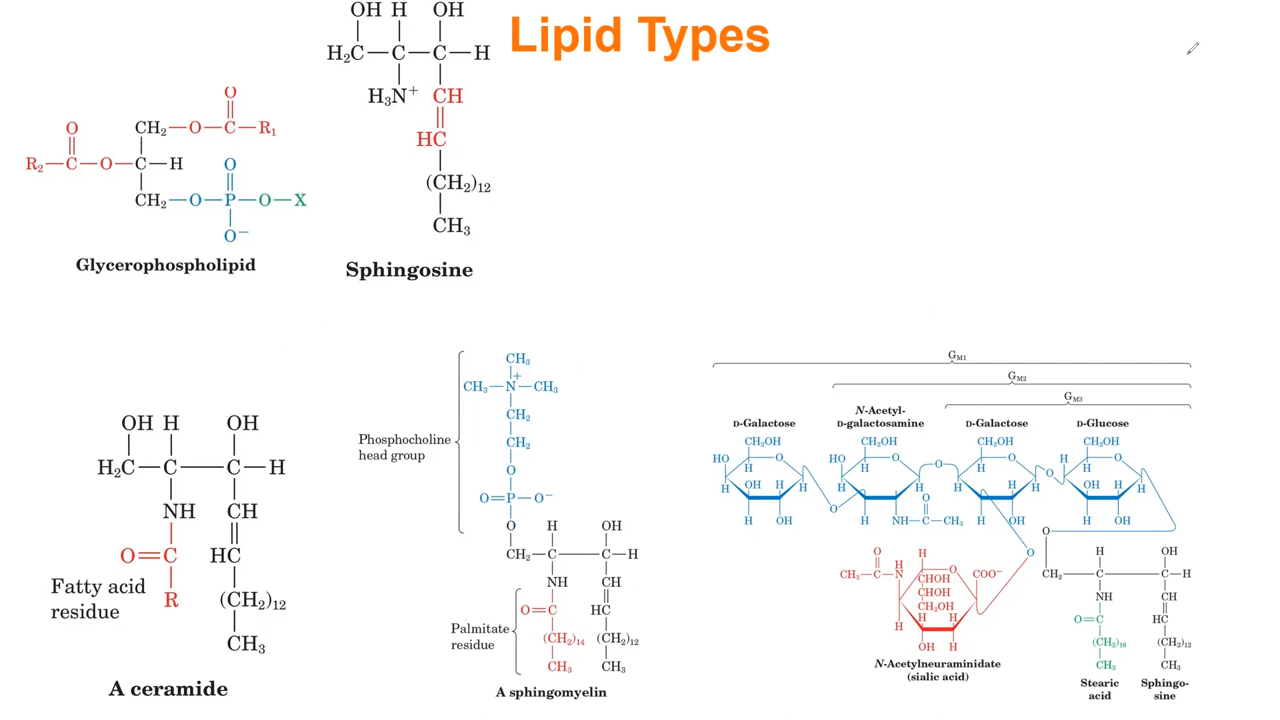 Lipid Types
OH H OH
H₂C—C—C—H
H₃N⁺ CH
HC
(CH₂)₁₂
CH₃
Sphingosine
O
O CH₂—O—C—R₁
R₂—C—O—C—H O
CH₂—O—P—O—X
O⁻
Glycerophospholipid
OH H OH
H₂C—C—C—H
NH CH
O=C HC
Fatty acid
residue
R (CH₂)₁₂
CH₃
A ceramide
CH₃
CH₃—N—CH₃
+
CH₂
Phosphocholine
head group
CH₂
O
O=P—O⁻
O H OH
CH₂—C—C—H
NH CH
O=C HC
Palmitate
residue
(CH₂)₁₄ (CH₂)₁₂
CH₃ CH₃
A sphingomyelin
GM1
GM2
GM3
D-Galactose
N-Acetyl-
D-galactosamine
D-Galactose
D-Glucose
CH₂OH CH₂OH CH₂OH CH₂OH
HO O HO O O O H O
H H H H
H OH H H H H H H H OH H H
H OH H NH—C—CH₃ H OH H OH
O
O
O
O
O H OH
CH₂—C—C—H
NH CH
O=C HC
(CH₂)₁₆ (CH₂)₁₂
CH₃ CH₃
Stearic
acid
Sphingo-
sine
O H H
CH₃—C—N O COO⁻
CHOH
CHOH
CH₂OH
H H H
OH H
N-Acetylneuraminidate
(sialic acid)